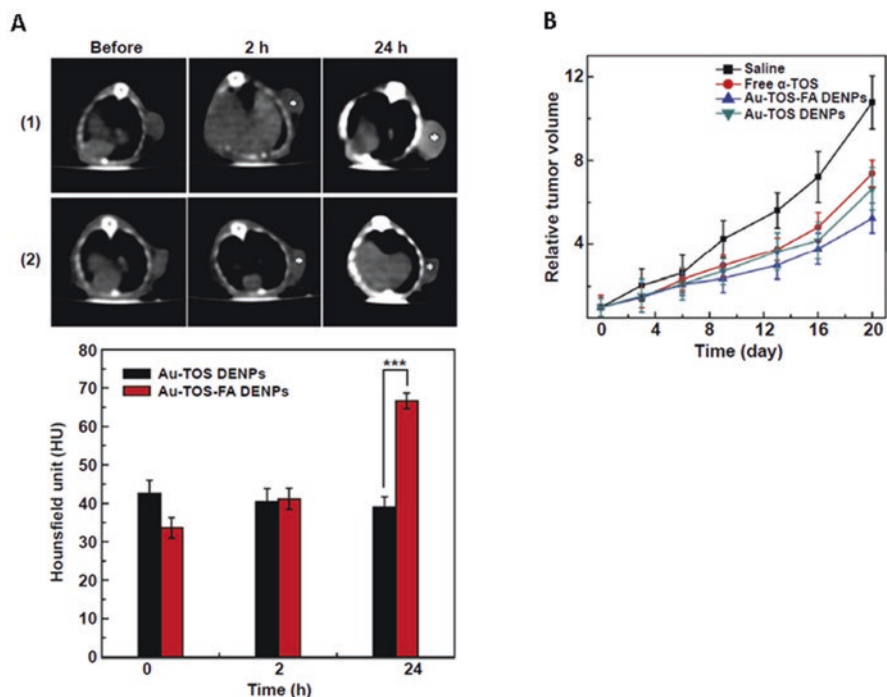 A
Before 2 h 24 h
(1)
(2)
80
70
60
50
40
30
20
10
0
Hounsfield unit (HU)
Au-TOS DENPs
Au-TOS-FA DENPs
***
0 2 24
Time (h)
B
12
8
4
Relative tumor volume
Saline
Free α-TOS
Au-TOS-FA DENPs
Au-TOS DENPs
0 4 8 12 16 20
Time (day)